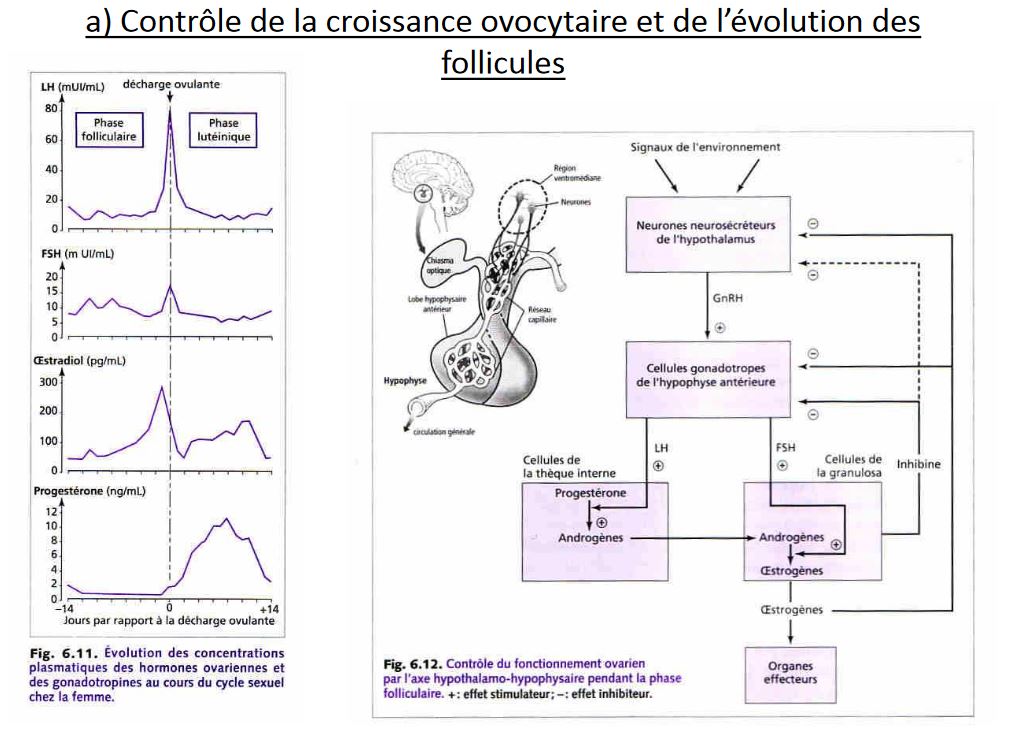 a) Contrôle de la croissance ovocytaire et de l’évolution des
follicules
LH (mUI/mL)
décharge ovulante
80
60
40
20
0
Phase
folliculaire
Phase
lutéinique
FSH (m UI/mL)
20
15
10
5
0
Œstradiol (pg/mL)
300
200
100
0
Progestérone (ng/mL)
12
10
8
6
4
2
0
–14
0
+14
Jours par rapport à la décharge ovulante
Fig. 6.11. Évolution des concentrations
plasmatiques des hormones ovariennes et
des gonadotropines au cours du cycle sexuel
chez la femme.
Région
ventromédiane
Neurones
Chiasma
optique
Lobe hypophysaire
antérieur
Réseau
capillaire
Hypophyse
circulation générale
Signaux de l'environnement
Neurones neurosécréteurs
de l'hypothalamus
–
–
GnRH
+
Cellules gonadotropes
de l'hypophyse antérieure
–
–
LH
+
FSH
+
Cellules de
la thèque interne
Cellules de
la granulosa
Inhibine
Progestérone
+
Androgènes
Androgènes
+
Œstrogènes
Œstrogènes
Organes
effecteurs
Fig. 6.12. Contrôle du fonctionnement ovarien
par l'axe hypothalamo-hypophysaire pendant la phase
folliculaire. + : effet stimulateur ; – : effet inhibiteur.